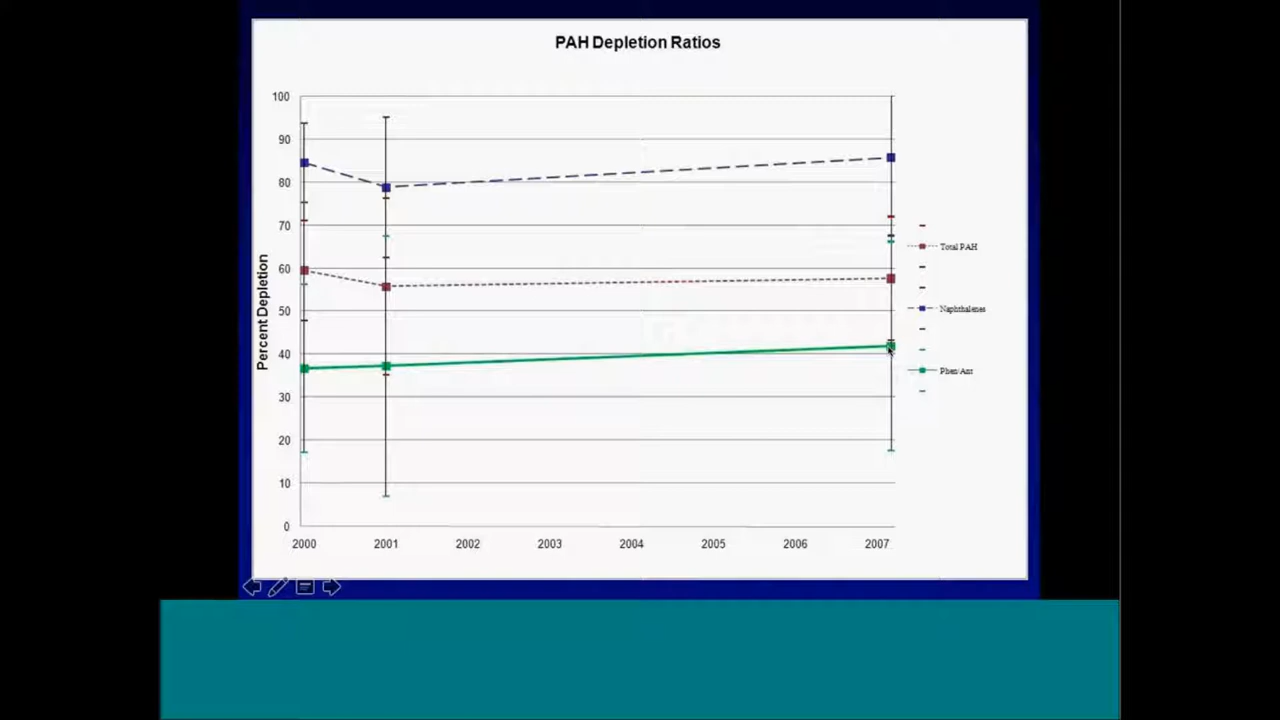 PAH Depletion Ratios
100
90
80
70
60
50
40
30
20
10
0
Percent Depletion
2000 2001 2002 2003 2004 2005 2006 2007
Total PAH
Naphthalenes
Phen/Ant